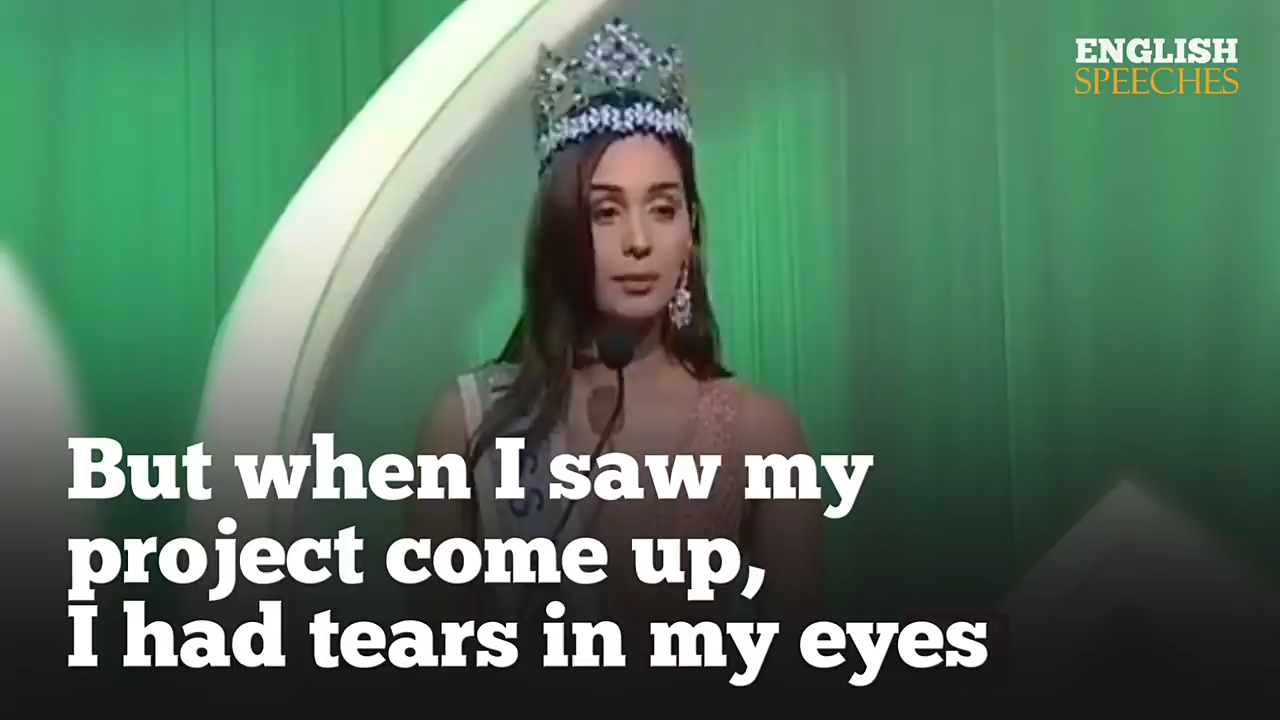 ENGLISH
SPEECHES
But when I saw my
project come up,
I had tears in my eyes